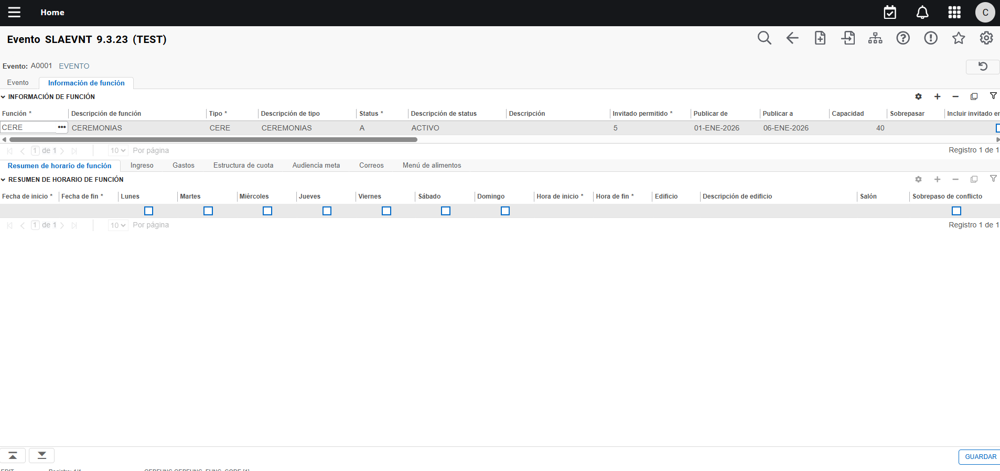 Home
C
Evento SLAEVNT 9.3.23 (TEST)
Evento: A0001 EVENTO
Evento Información de función
INFORMACIÓN DE FUNCIÓN
Función * Descripción de función Tipo * Descripción de tipo Status * Descripción de status Descripción Invitado permitido * Publicar de Publicar a Capacidad Sobrepasar Incluir invitado en
CERE CEREMONIAS CERE CEREMONIAS A ACTIVO 5 01-ENE-2026 06-ENE-2026 40
1 de 1 10 Por página Registro 1 de 1
Resumen de horario de función Ingreso Gastos Estructura de cuota Audiencia meta Correos Menú de alimentos
RESUMEN DE HORARIO DE FUNCIÓN
Fecha de inicio * Fecha de fin * Lunes Martes Miércoles Jueves Viernes Sábado Domingo Hora de inicio * Hora de fin * Edificio Descripción de edificio Salón Sobrepaso de conflicto
1 de 1 10 Por página Registro 1 de 1
GUARDAR
EDIT Registro: 1/1